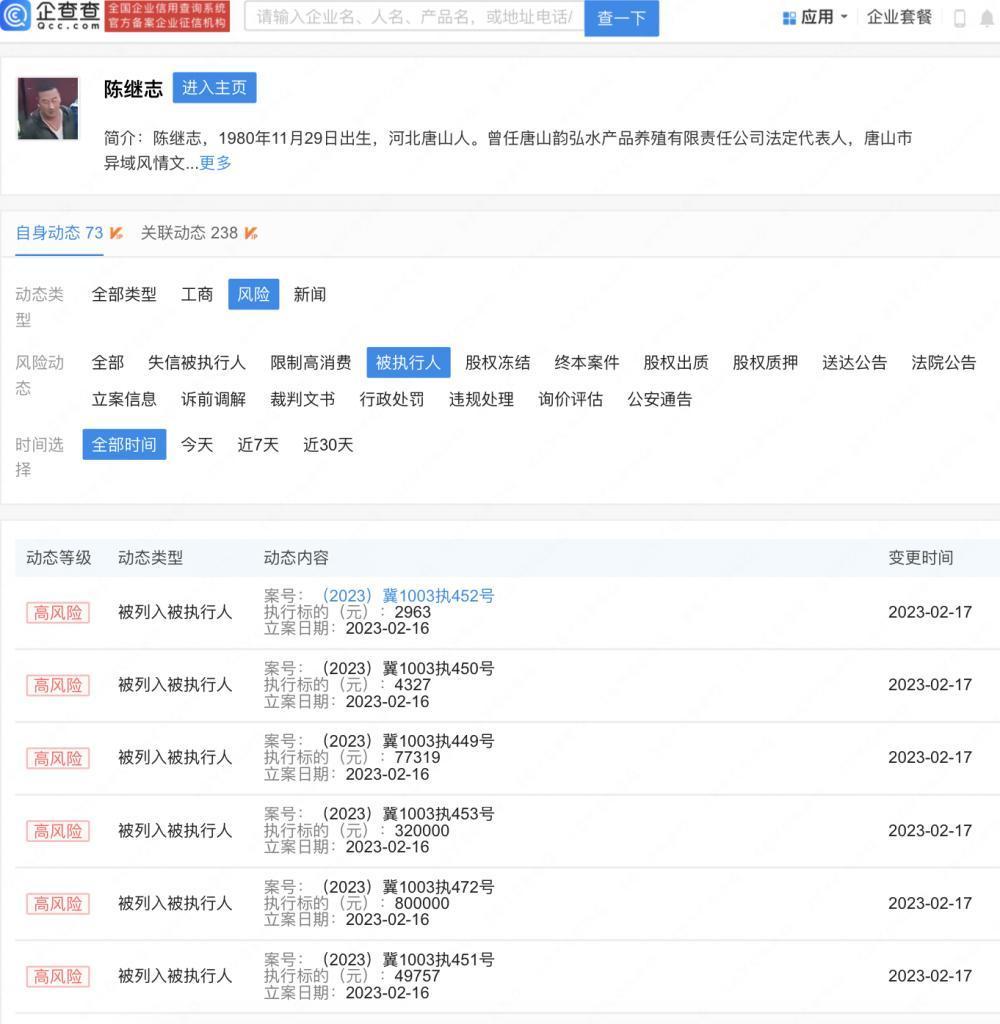 企查查
Qcc.com
全国企业信用查询系统
官方备案企业征信机构
请输入企业名、人名、产品名，或地址电话/
查一下
应用
企业套餐
陈继志
进入主页
简介：陈继志，1980年11月29日出生，河北唐山人。曾任唐山韵弘水产品养殖有限责任公司法定代表人，唐山市
异域风情文...更多
自身动态 73 关联动态 238
动态类
型
全部类型 工商 风险 新闻
风险动
态
全部 失信被执行人 限制高消费 被执行人 股权冻结 终本案件 股权出质 股权质押 送达公告 法院公告
立案信息 诉前调解 裁判文书 行政处罚 违规处理 询价评估 公安通告
时间选
择
全部时间 今天 近7天 近30天
动态等级 动态类型 动态内容 变更时间
高风险 被列入被执行人
案号：（2023）冀1003执452号
执行标的（元）：2963
立案日期：2023-02-16
2023-02-17
高风险 被列入被执行人
案号：（2023）冀1003执450号
执行标的（元）：4327
立案日期：2023-02-16
2023-02-17
高风险 被列入被执行人
案号：（2023）冀1003执449号
执行标的（元）：77319
立案日期：2023-02-16
2023-02-17
高风险 被列入被执行人
案号：（2023）冀1003执453号
执行标的（元）：320000
立案日期：2023-02-16
2023-02-17
高风险 被列入被执行人
案号：（2023）冀1003执472号
执行标的（元）：800000
立案日期：2023-02-16
2023-02-17
高风险 被列入被执行人
案号：（2023）冀1003执451号
执行标的（元）：49757
立案日期：2023-02-16
2023-02-17